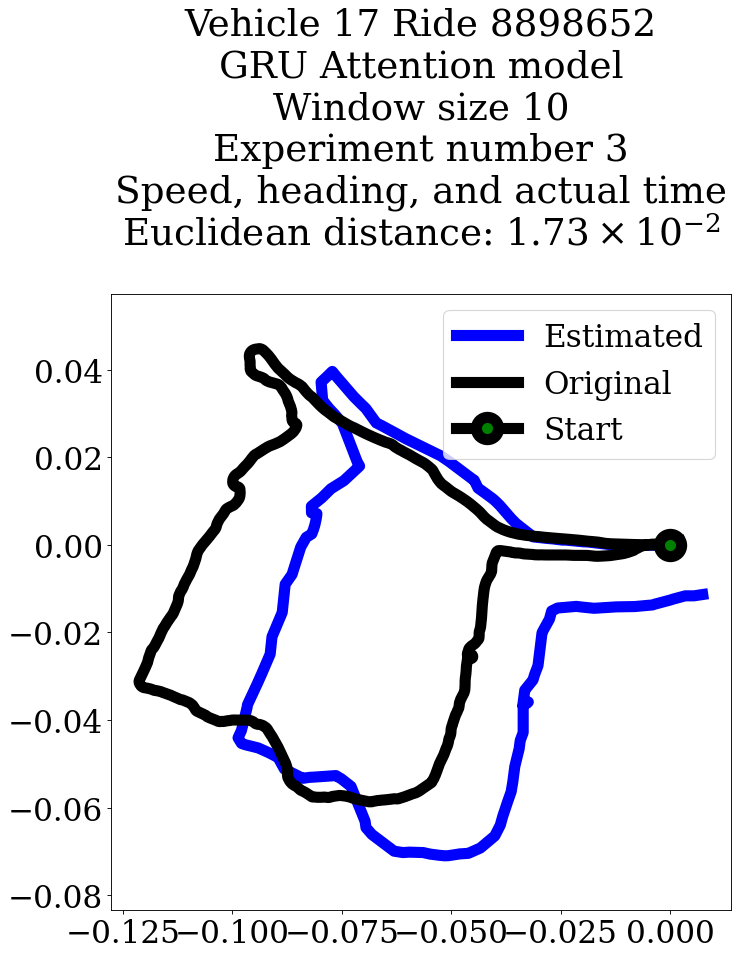 Vehicle 17 Ride 8898652
GRU Attention model
Window size 10
Experiment number 3
Speed, heading, and actual time
Euclidean distance: 1.73 × 10⁻²
Estimated
Original
Start
0.04
0.02
0.00
−0.02
−0.04
−0.06
−0.08
−0.125 −0.100 −0.075 −0.050 −0.025 0.000